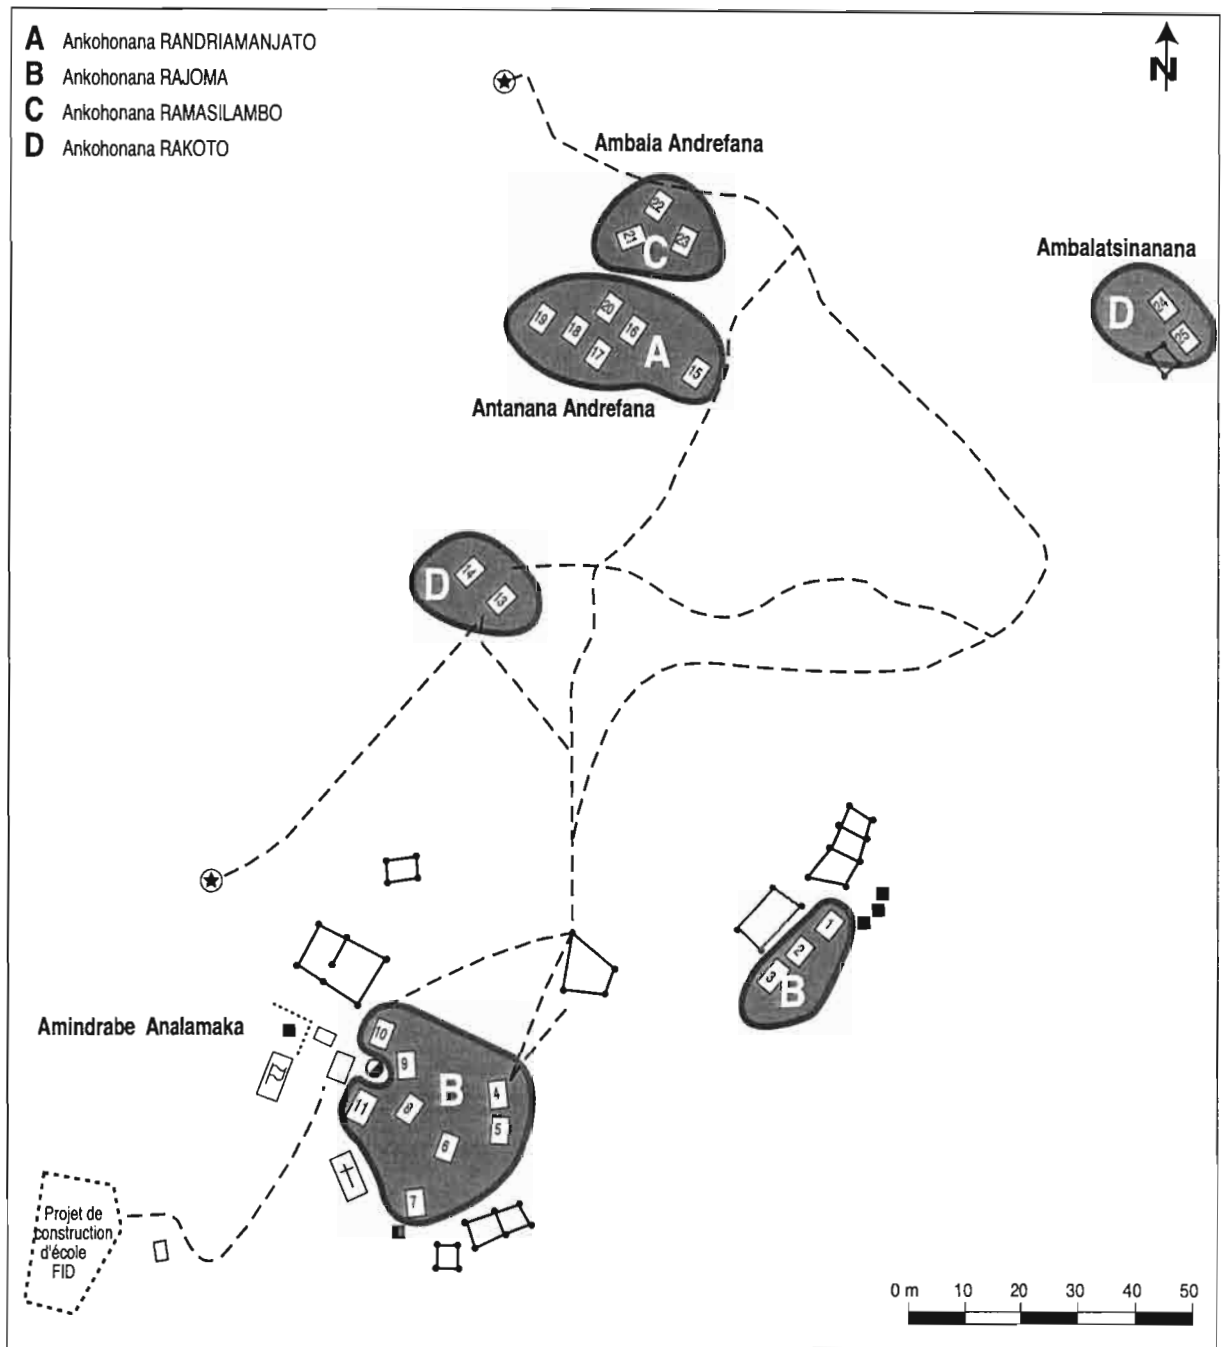 A Ankohonana RANDRIAMANJATO
B Ankohonana RAJOMA
C Ankohonana RAMASILAMBO
D Ankohonana RAKOTO
N
Ambala Andrefana
22
21
23
C
Ambalatsinanana
24
D
25
20
19
18
16
17
A
15
Antanana Andrefana
14
D
13
1
2
3
B
Amindrabe Analamaka
10
9
B
4
11
8
5
6
7
Projet de
construction
d'école
FID
0 m 10 20 30 40 50